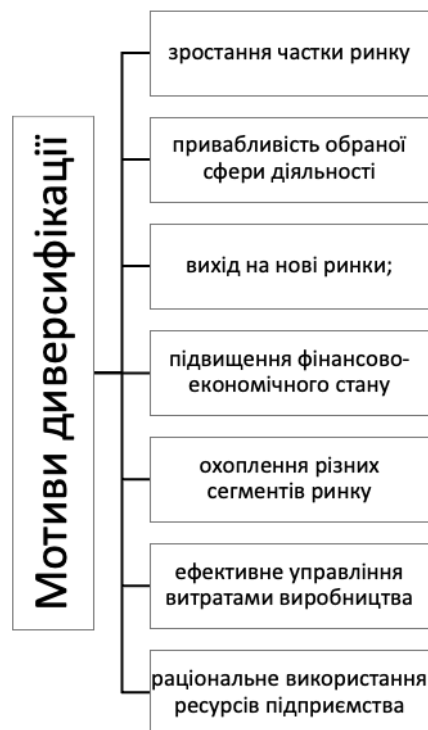 Мотиви диверсифікації
зростання частки ринку
привабливість обраної
сфери діяльності
вихід на нові ринки;
підвищення фінансово-
економічного стану
охоплення різних
сегментів ринку
ефективне управління
витратами виробництва
раціональне використання
ресурсів підприємства